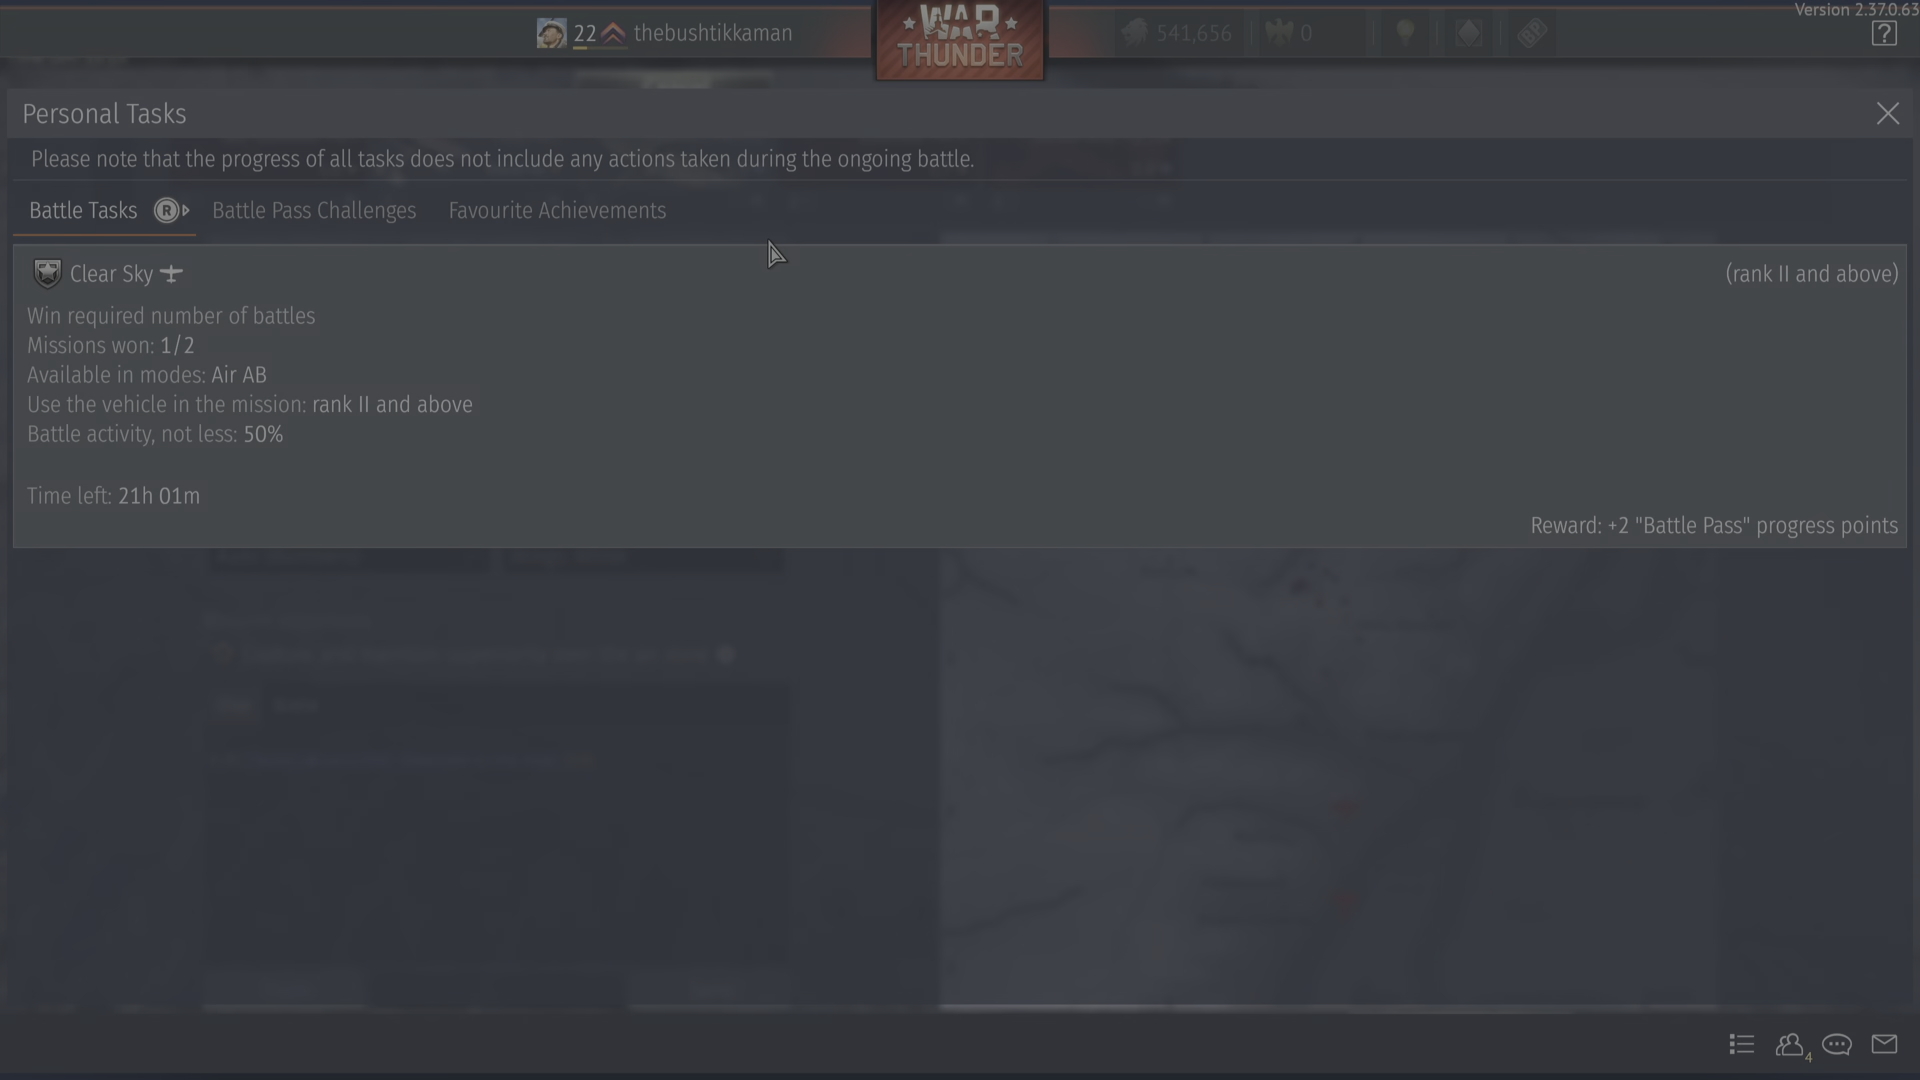 Version 2.37.0.63
22 thebushtikkaman
WAR THUNDER
541,656
0
BP
?
Personal Tasks
Please note that the progress of all tasks does not include any actions taken during the ongoing battle.
Battle Tasks R Battle Pass Challenges Favourite Achievements
Clear Sky (rank II and above)
Win required number of battles
Missions won: 1/2
Available in modes: Air AB
Use the vehicle in the mission: rank II and above
Battle activity, not less: 50%
Time left: 21h 01m
Reward: +2 "Battle Pass" progress points
4